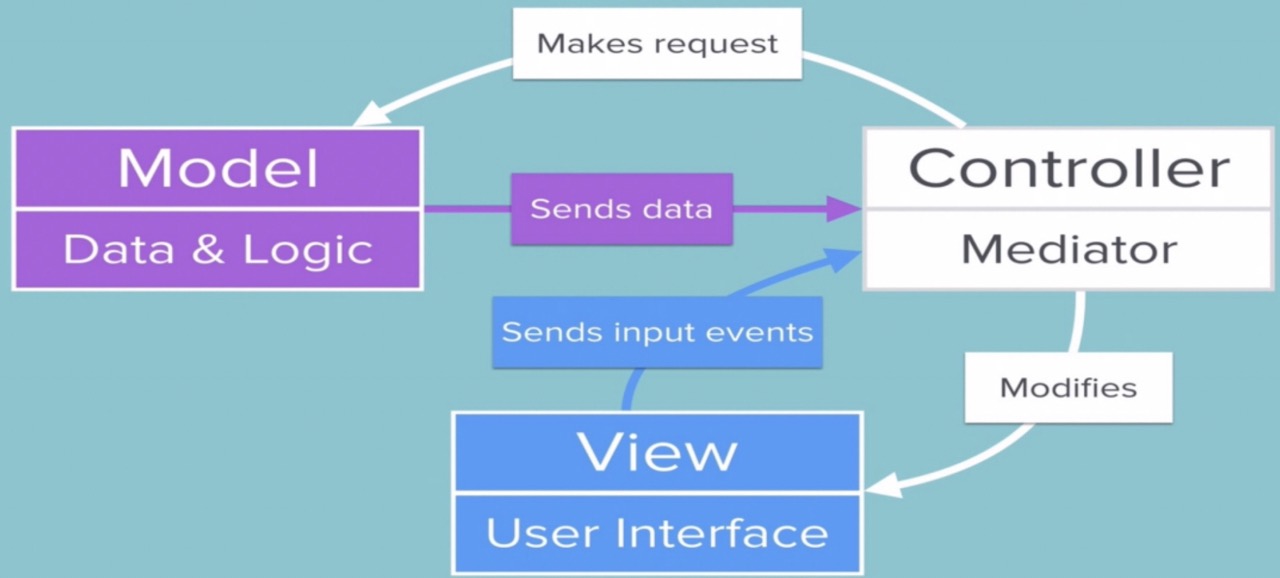 Makes request
Model
Data & Logic
Sends data
Controller
Mediator
Sends input events
Modifies
View
User Interface